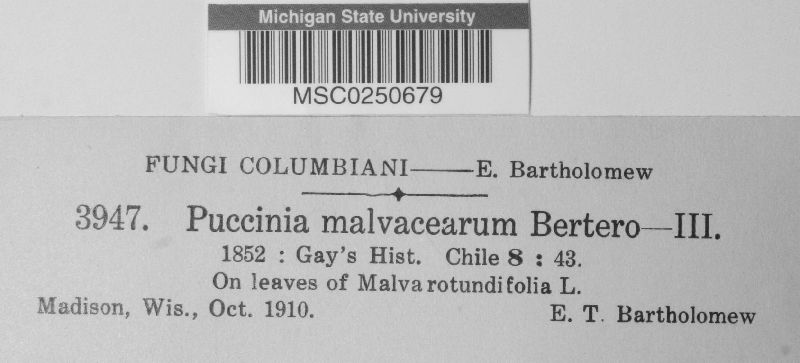 Michigan State University
MSC0250679
FUNGI COLUMBIANI——E. Bartholomew
3947. Puccinia malvacearum Bertero—III.
1852 : Gay's Hist. Chile 8 : 43.
On leaves of Malva rotundifolia L.
Madison, Wis., Oct. 1910. E. T. Bartholomew